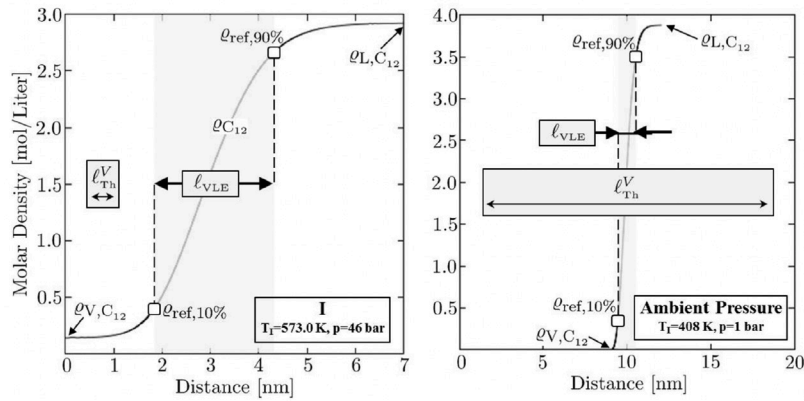 3.0
2.5
2.0
1.5
1.0
0.5
Molar Density [mol/Liter]
ϱref,90%
ϱL,C12
ϱC12
ℓVLE
ℓVTh
ϱV,C12
ϱref,10%
I
TI=573.0 K, p=46 bar
0 1 2 3 4 5 6 7
Distance [nm]
4.0
3.5
3.0
2.5
2.0
1.5
1.0
0.5
0
ϱref,90%
ϱL,C12
ℓVLE
ℓVTh
ϱref,10%
ϱV,C12
Ambient Pressure
TI=408 K, p=1 bar
5 10 15 20
Distance [nm]